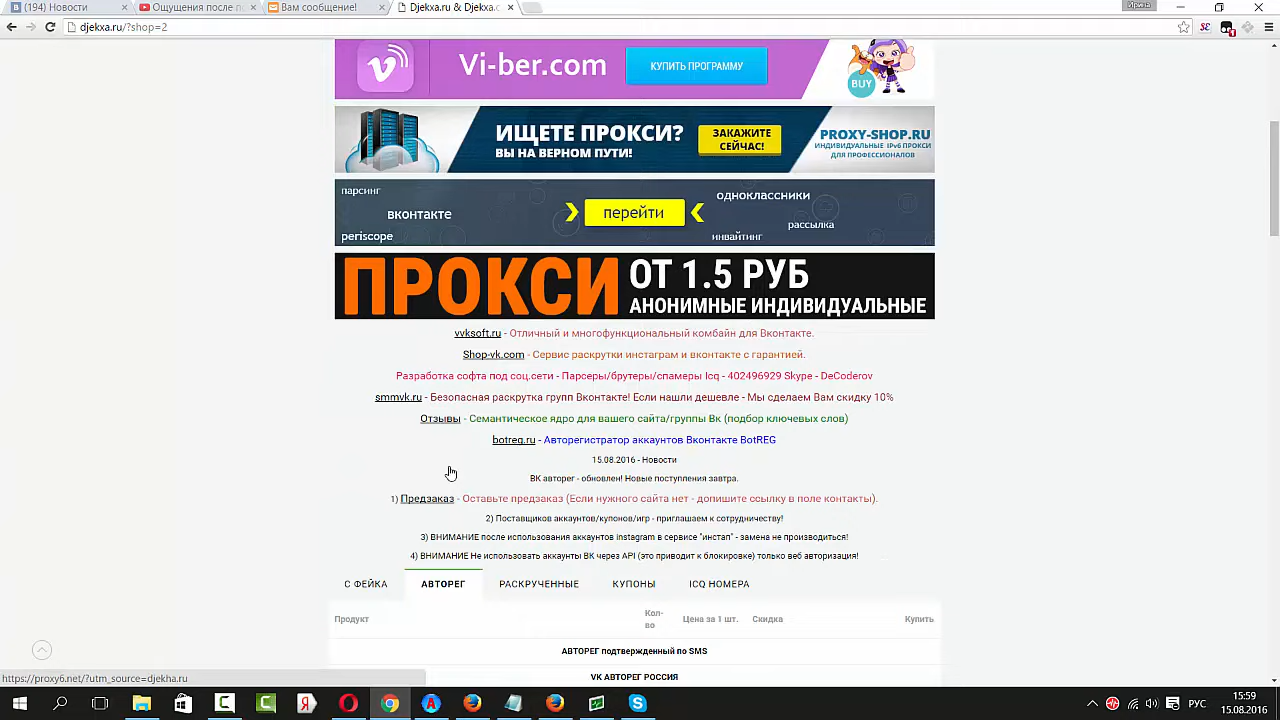 (194) Новости
Ощущения после п
Вам сообщение!
Djekxa.ru & Djekxa.c
Ирина
djekxa.ru/?shop=2
Vi-ber.com
КУПИТЬ ПРОГРАММУ
BUY
ИЩЕТЕ ПРОКСИ?
ВЫ НА ВЕРНОМ ПУТИ!
ЗАКАЖИТЕ
СЕЙЧАС!
PROXY-SHOP.RU
ИНДИВИДУАЛЬНЫЕ IPv6 ПРОКСИ
ДЛЯ ПРОФЕССИОНАЛОВ
парсинг
вконтакте
periscope
перейти
одноклассники
рассылка
инвайтинг
ПРОКСИ ОТ 1.5 РУБ
АНОНИМНЫЕ ИНДИВИДУАЛЬНЫЕ
vvksoft.ru - Отличный и многофункциональный комбайн для Вконтакте.
Shop-vk.com - Сервис раскрутки инстаграм и вконтакте с гарантией.
Разработка софта под соц.сети - Парсеры/брутеры/спамеры Icq - 402496929 Skype - DeCoderov
smmvk.ru - Безопасная раскрутка групп Вконтакте! Если нашли дешевле - Мы сделаем Вам скидку 10%
Отзывы - Семантическое ядро для вашего сайта/группы Вк (подбор ключевых слов)
botreg.ru - Авторегистратор аккаунтов Вконтакте BotREG
15.08.2016 - Новости
ВК авторег - обновлен! Новые поступления завтра.
1) Предзаказ - Оставьте предзаказ (Если нужного сайта нет - допишите ссылку в поле контакты).
2) Поставщиков аккаунтов/купонов/игр - приглашаем к сотрудничеству!
3) ВНИМАНИЕ после использования аккаунтов instagram в сервисе "инстап" - замена не производиться!
4) ВНИМАНИЕ Не использовать аккаунты ВК через API (это приводит к блокировке) только веб авторизация!
С ФЕЙКА АВТОРЕГ РАСКРУЧЕННЫЕ КУПОНЫ ICQ НОМЕРА
Продукт Кол-во Цена за 1 шт. Скидка Купить
АВТОРЕГ подтвержденный по SMS
VK АВТОРЕГ РОССИЯ
https://proxy6.net/?utm_source=djekha.ru
РУС
15:59
15.08.2016